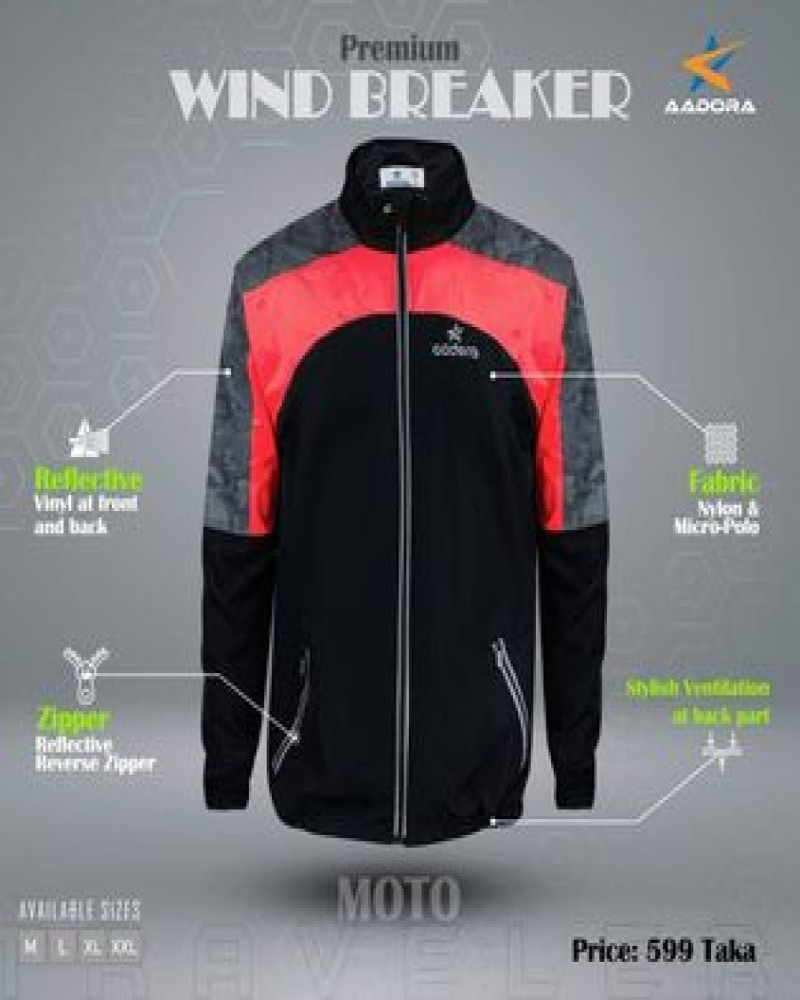 Premium
WIND BREAKER
AADORA
aadora
Reflective
Vinyl at front
and back
Fabric
Nylon &
Micro-Polo
Zipper
Reflective
Reverse Zipper
Stylish Ventilation
at back part
MOTO
TRAVELER
AVAILABLE SIZES
M L XL XXL
Price: 599 Taka